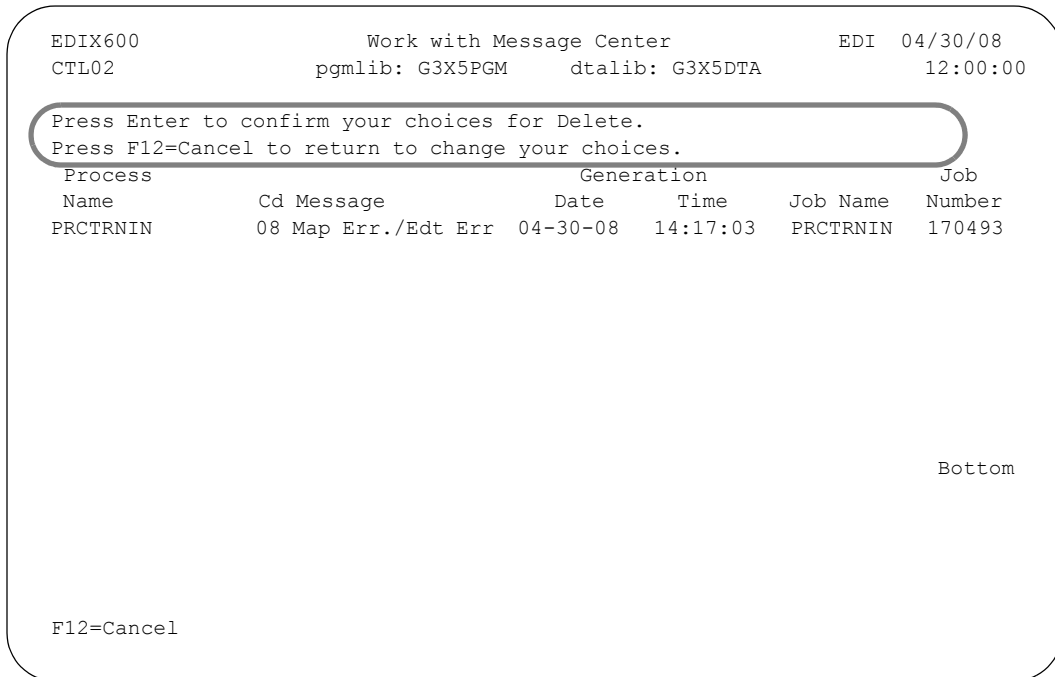 EDIX600 Work with Message Center EDI 04/30/08
CTL02 pgmlib: G3X5PGM dtalib: G3X5DTA 12:00:00
Press Enter to confirm your choices for Delete.
Press F12=Cancel to return to change your choices.
Process Generation Job
Name Cd Message Date Time Job Name Number
PRCTRNIN 08 Map Err./Edt Err 04-30-08 14:17:03 PRCTRNIN 170493
Bottom
F12=Cancel